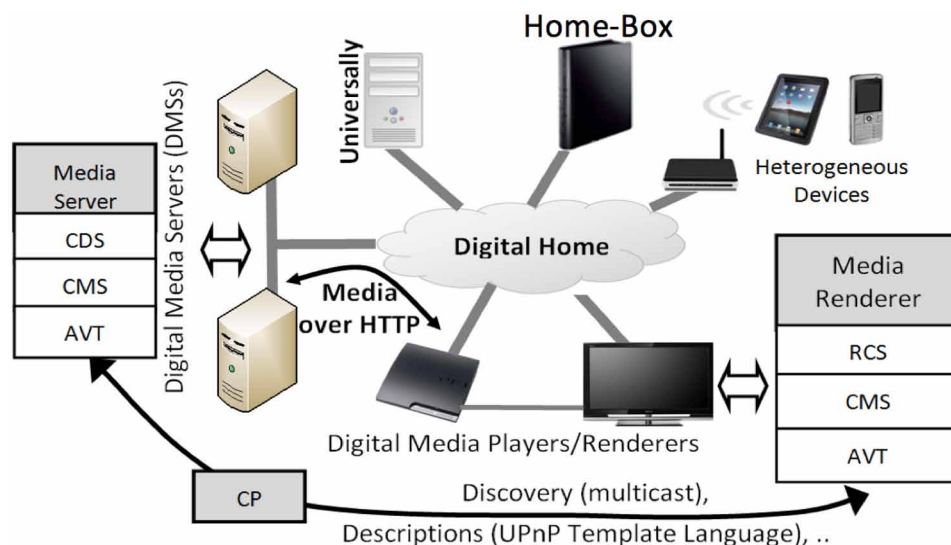 Home-Box
Universally
Digital Media Servers (DMSs)
Media
Server
CDS
CMS
AVT
Heterogeneous
Devices
Digital Home
Media
over HTTP
Media
Renderer
RCS
CMS
AVT
Digital Media Players/Renderers
CP
Discovery (multicast),
Descriptions (UPnP Template Language), ..